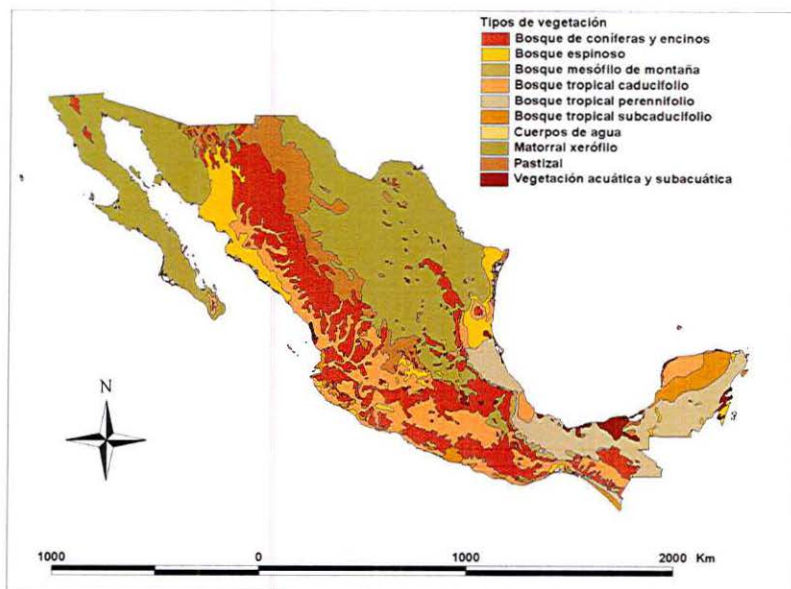 Tipos de vegetación
Bosque de coníferas y encinos
Bosque espinoso
Bosque mesófilo de montaña
Bosque tropical caducifolio
Bosque tropical perennifolio
Bosque tropical subcaducifolio
Cuerpos de agua
Matorral xerófilo
Pastizal
Vegetación acuática y subacuática
N
1000 0 1000 2000 Km